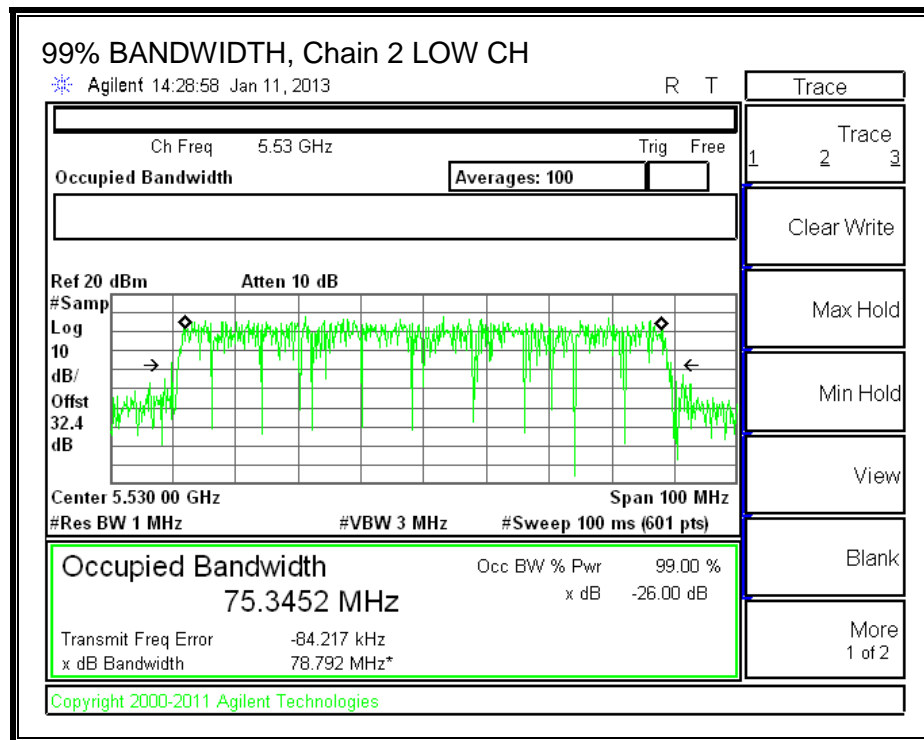 99% BANDWIDTH, Chain 2 LOW CH
Agilent 14:28:58 Jan 11, 2013 R T
Trace
Ch Freq 5.53 GHz Trig Free
Occupied Bandwidth Averages: 100
Trace
1 2 3
Clear Write
Max Hold
Min Hold
View
Blank
More
1 of 2
Ref 20 dBm Atten 10 dB
#Samp
Log
10
dB/
Offst
32.4
dB
Center 5.530 00 GHz Span 100 MHz
#Res BW 1 MHz #VBW 3 MHz #Sweep 100 ms (601 pts)
Occupied Bandwidth Occ BW % Pwr 99.00 %
75.3452 MHz x dB -26.00 dB
Transmit Freq Error -84.217 kHz
x dB Bandwidth 78.792 MHz*
Copyright 2000-2011 Agilent Technologies